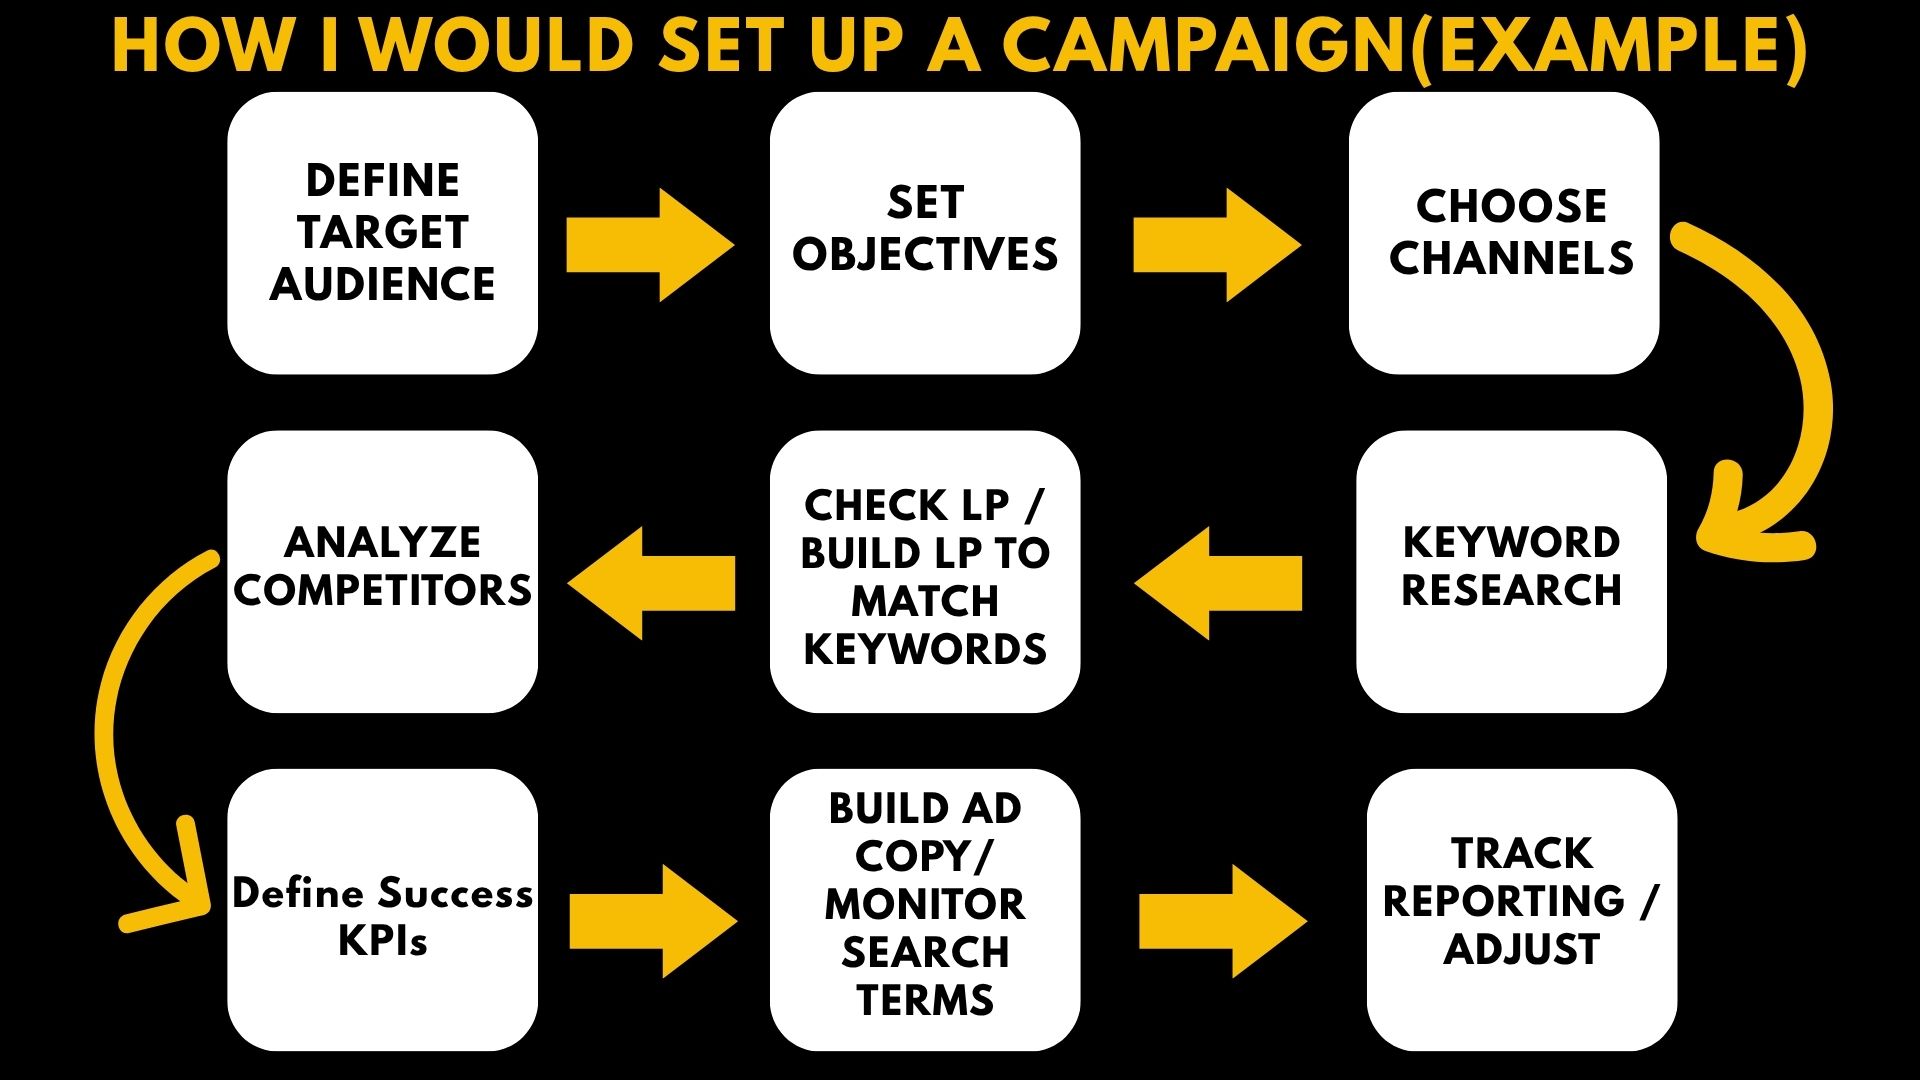 HOW I WOULD SET UP A CAMPAIGN(EXAMPLE)
DEFINE
TARGET
AUDIENCE
SET
OBJECTIVES
CHOOSE
CHANNELS
KEYWORD
RESEARCH
CHECK LP /
BUILD LP TO
MATCH
KEYWORDS
ANALYZE
COMPETITORS
Define Success
KPIs
BUILD AD
COPY/
MONITOR
SEARCH
TERMS
TRACK
REPORTING /
ADJUST